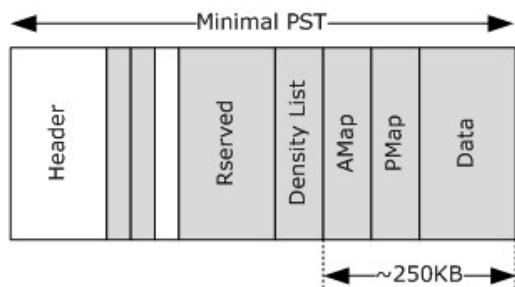 Minimal PST
Header
Rserved
Density List
AMap
PMap
Data
~250KB